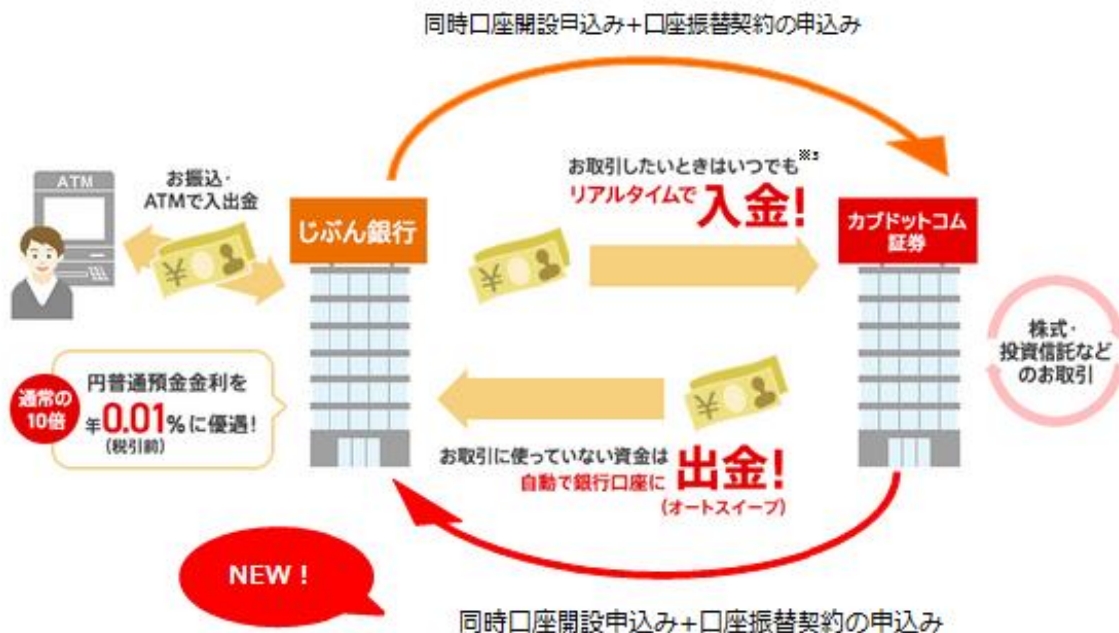 同時口座開設申込み+口座振替契約の申込み
ATM
お振込・
ATMで入出金
じぶん銀行
お取引したいときはいつでも※3
リアルタイムで入金!
カブドットコム
証券
株式・
投資信託など
のお取引
通常の
10倍
円普通預金金利を
年0.01%に優遇!
(税引前)
お取引に使っていない資金は
自動で銀行口座に出金!
(オートスイープ)
NEW!
同時口座開設申込み+口座振替契約の申込み